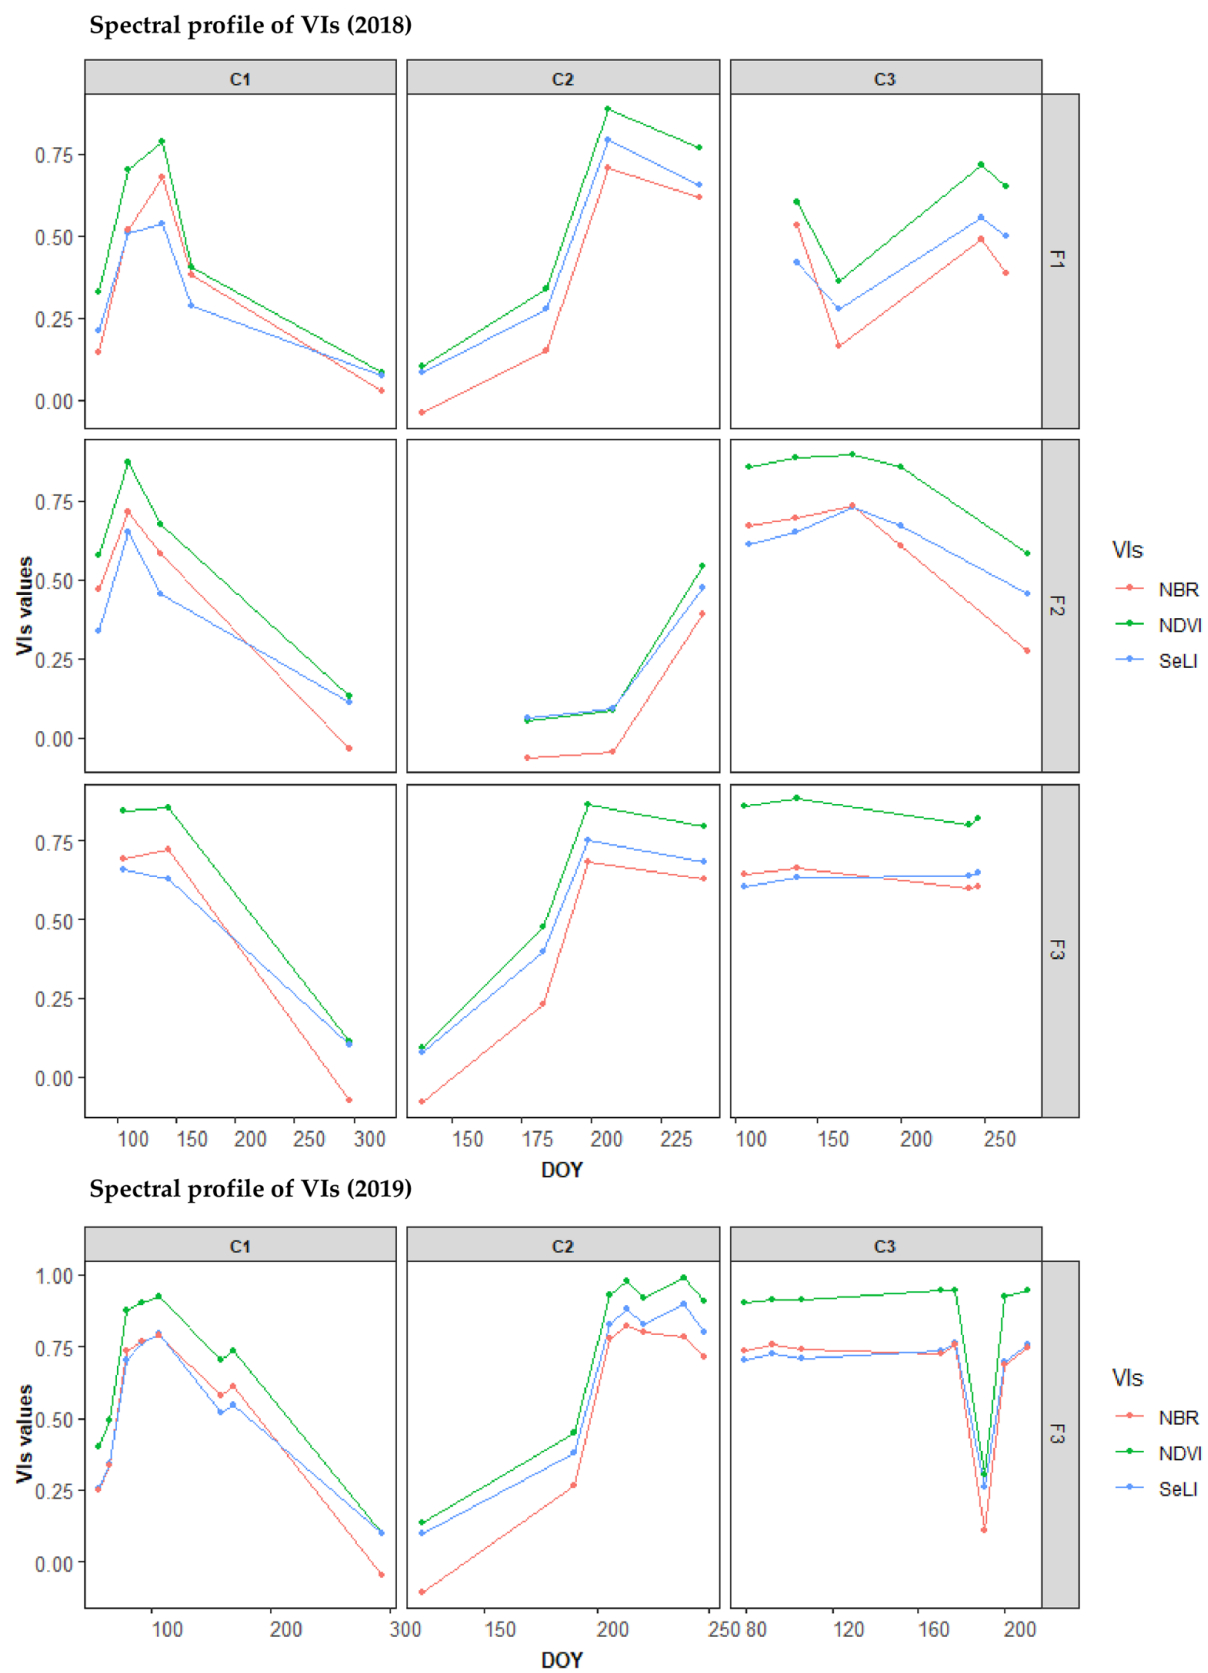 Spectral profile of VIs (2018)
C1 C2 C3
0.75
0.50
0.25
0.00
F1
0.75
0.50
0.25
0.00
F2
VIs values
VIs
NBR
NDVI
SeLI
0.75
0.50
0.25
0.00
F3
100 150 200 250 300 150 175 200 225 100 150 200 250
DOY
Spectral profile of VIs (2019)
C1 C2 C3
1.00
0.75
0.50
0.25
0.00
F3
VIs values
VIs
NBR
NDVI
SeLI
100 200 300 150 200 250 80 120 160 200
DOY